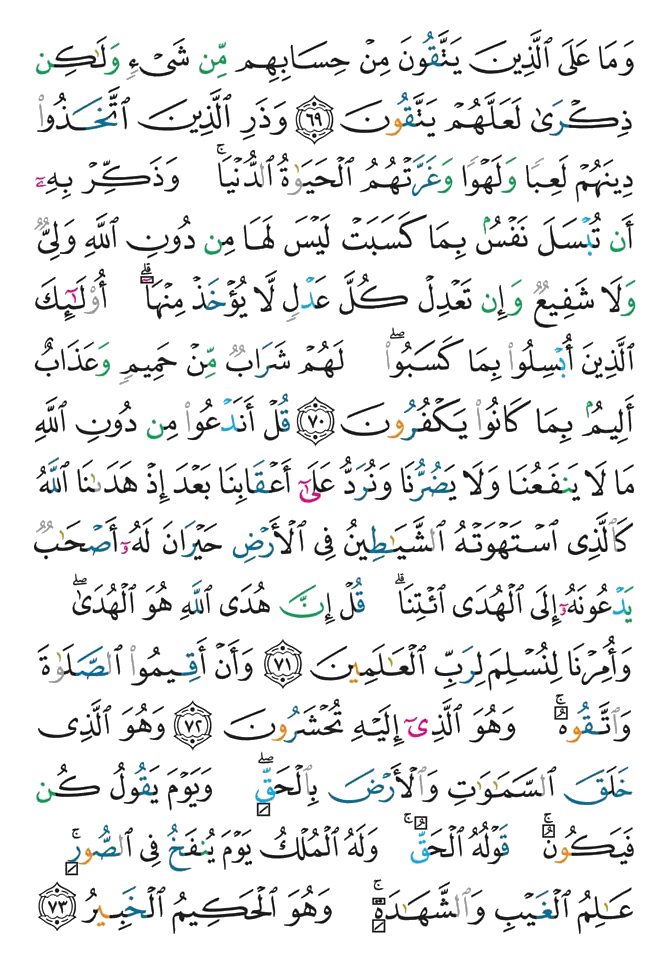 وَمَا عَلَى ٱلَّذِينَ يَتَّقُونَ مِنْ حِسَابِهِم مِّن شَىْءٍ وَلَـٰكِن
ذِكْرَىٰ لَعَلَّهُمْ يَتَّقُونَ ٦٩ وَذَرِ ٱلَّذِينَ ٱتَّخَذُوا۟
دِينَهُمْ لَعِبًا وَلَهْوًا وَغَرَّتْهُمُ ٱلْحَيَوٰةُ ٱلدُّنْيَا ۚ وَذَكِّرْ بِهِۦٓ
أَن تُبْسَلَ نَفْسٌۢ بِمَا كَسَبَتْ لَيْسَ لَهَا مِن دُونِ ٱللَّهِ وَلِىٌّ
وَلَا شَفِيعٌ وَإِن تَعْدِلْ كُلَّ عَدْلٍ لَّا يُؤْخَذْ مِنْهَآ ۗ أُو۟لَـٰٓئِكَ
ٱلَّذِينَ أُبْسِلُوا۟ بِمَا كَسَبُوا۟ ۖ لَهُمْ شَرَابٌ مِّنْ حَمِيمٍ وَعَذَابٌ
أَلِيمٌۢ بِمَا كَانُوا۟ يَكْفُرُونَ ٧٠ قُلْ أَنَدْعُوا۟ مِن دُونِ ٱللَّهِ
مَا لَا يَنفَعُنَا وَلَا يَضُرُّنَا وَنُرَدُّ عَلَىٰٓ أَعْقَابِنَا بَعْدَ إِذْ هَدَىٰنَا ٱللَّهُ
كَٱلَّذِى ٱسْتَهْوَتْهُ ٱلشَّيَـٰطِينُ فِى ٱلْأَرْضِ حَيْرَانَ لَهُۥٓ أَصْحَـٰبٌ
يَدْعُونَهُۥٓ إِلَى ٱلْهُدَى ٱئْتِنَا ۗ قُلْ إِنَّ هُدَى ٱللَّهِ هُوَ ٱلْهُدَىٰ ۖ
وَأُمِرْنَا لِنُسْلِمَ لِرَبِّ ٱلْعَـٰلَمِينَ ٧١ وَأَنْ أَقِيمُوا۟ ٱلصَّلَوٰةَ
وَٱتَّقُوهُ ۚ وَهُوَ ٱلَّذِىٓ إِلَيْهِ تُحْشَرُونَ ٧٢ وَهُوَ ٱلَّذِى
خَلَقَ ٱلسَّمَـٰوَٰتِ وَٱلْأَرْضَ بِٱلْحَقِّ ۖ وَيَوْمَ يَقُولُ كُن
فَيَكُونُ ۚ قَوْلُهُ ٱلْحَقُّ ۚ وَلَهُ ٱلْمُلْكُ يَوْمَ يُنفَخُ فِى ٱلصُّورِ ۚ
عَـٰلِمُ ٱلْغَيْبِ وَٱلشَّهَـٰدَةِ ۚ وَهُوَ ٱلْحَكِيمُ ٱلْخَبِيرُ ٧٣